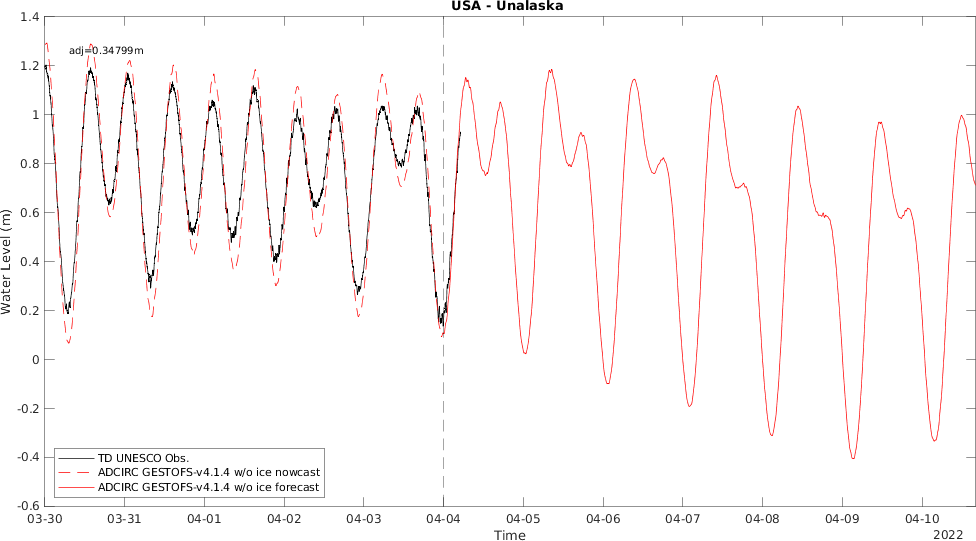 USA - Unalaska
adj=0.34799m
1.4
1.2
1
0.8
0.6
0.4
0.2
0
-0.2
-0.4
-0.6
Water Level (m)
TD UNESCO Obs.
ADCIRC GESTOFS-v4.1.4 w/o ice nowcast
ADCIRC GESTOFS-v4.1.4 w/o ice forecast
03-30 03-31 04-01 04-02 04-03 04-04 04-05 04-06 04-07 04-08 04-09 04-10
Time
2022